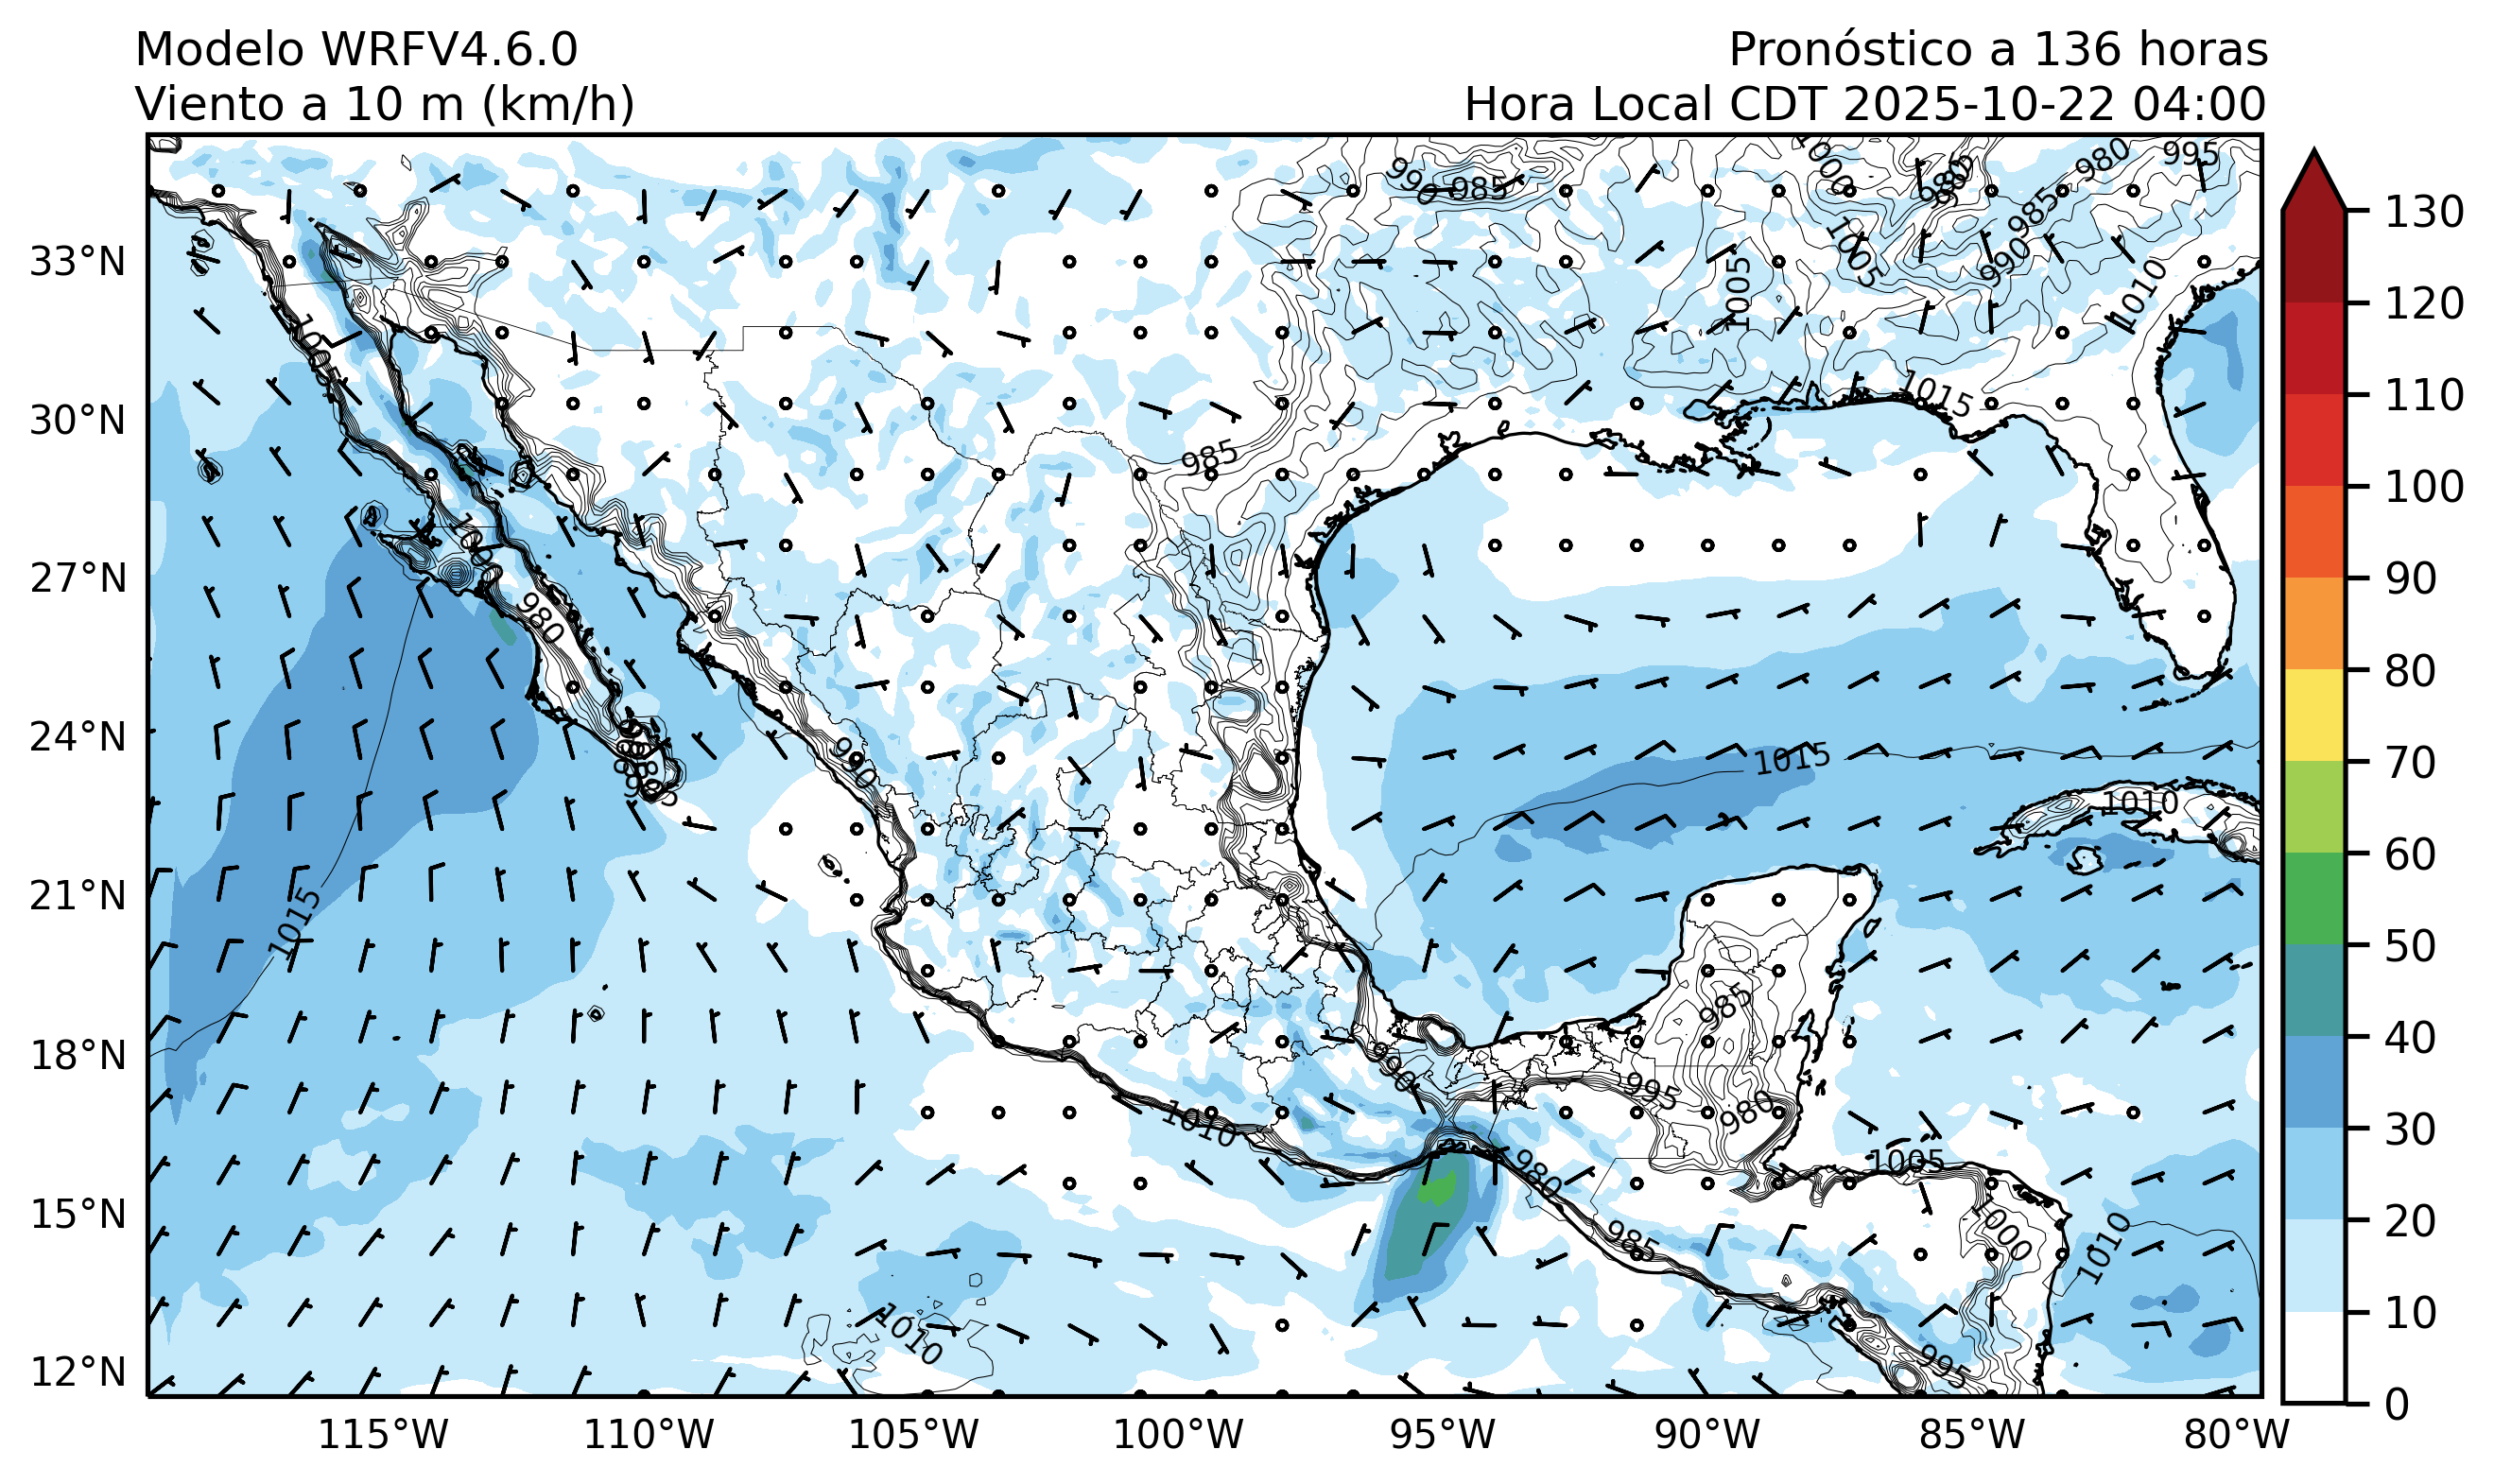 Modelo WRFV4.6.0
Pronóstico a 136 horas
Viento a 10 m (km/h)
Hora Local CDT 2025-10-22 04:00
33°N
30°N
27°N
24°N
21°N
18°N
15°N
12°N
115°W
110°W
105°W
100°W
95°W
90°W
85°W
80°W
130
120
110
100
90
80
70
60
50
40
30
20
10
0
990
985
1000
980
980
995
985
1005
1005
990
1010
1005
1015
985
980
990
1015
1010
1015
985
990
995
980
1010
1005
980
985
1000
1010
1010
995